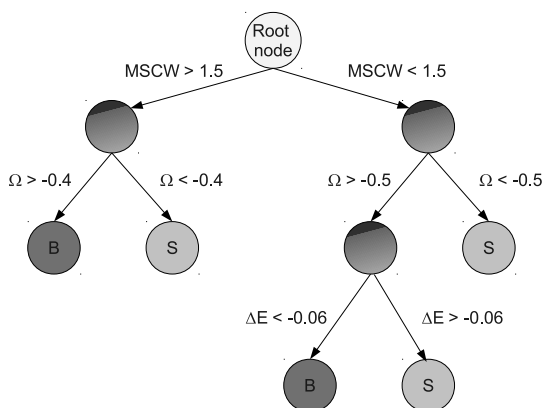 Root
node
MSCW > 1.5
MSCW < 1.5
Ω > -0.4
Ω < -0.4
Ω > -0.5
Ω < -0.5
B
S
S
ΔE < -0.06
ΔE > -0.06
B
S